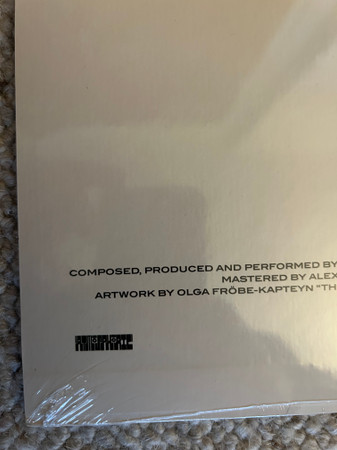 COMPOSED, PRODUCED AND PERFORMED BY
MASTERED BY ALEX
ARTWORK BY OLGA FRÖBE-KAPTEYN "TH